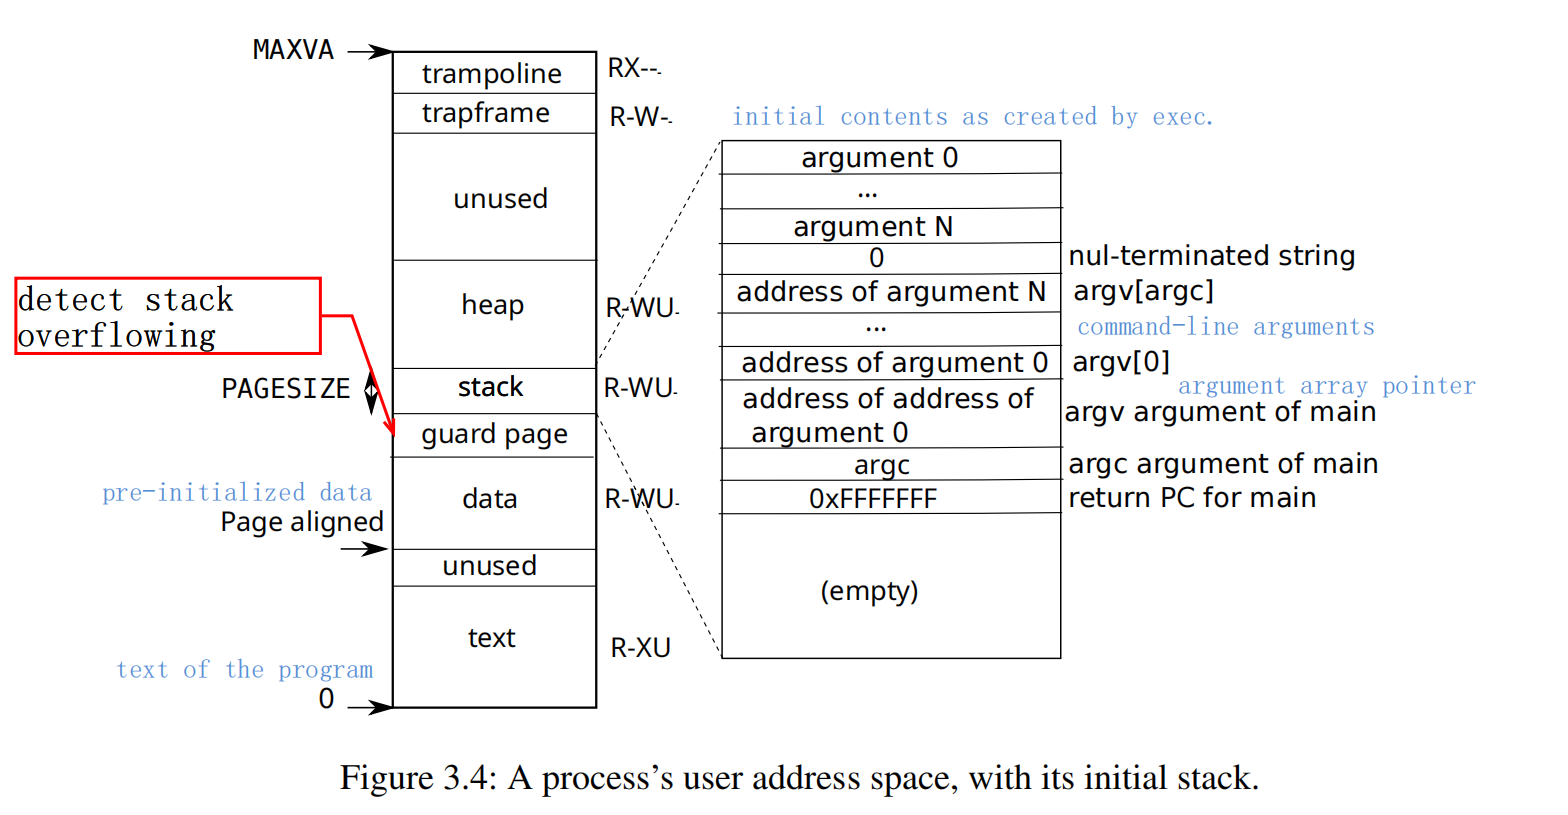 MAXVA
trampoline
RX--
trapframe
R-W--
unused
heap
R-WU-
detect stack
overflowing
PAGESIZE
stack
R-WU-
guard page
pre-initialized data
data
R-WU-
Page aligned
unused
text
R-XU
text of the program
0
initial contents as created by exec.
argument 0
...
argument N
0
nul-terminated string
address of argument N
argv[argc]
...
command-line arguments
address of argument 0
argv[0]
argument array pointer
address of address of
argument 0
argv argument of main
argc
argc argument of main
0xFFFFFFF
return PC for main
(empty)
Figure 3.4: A process's user address space, with its initial stack.